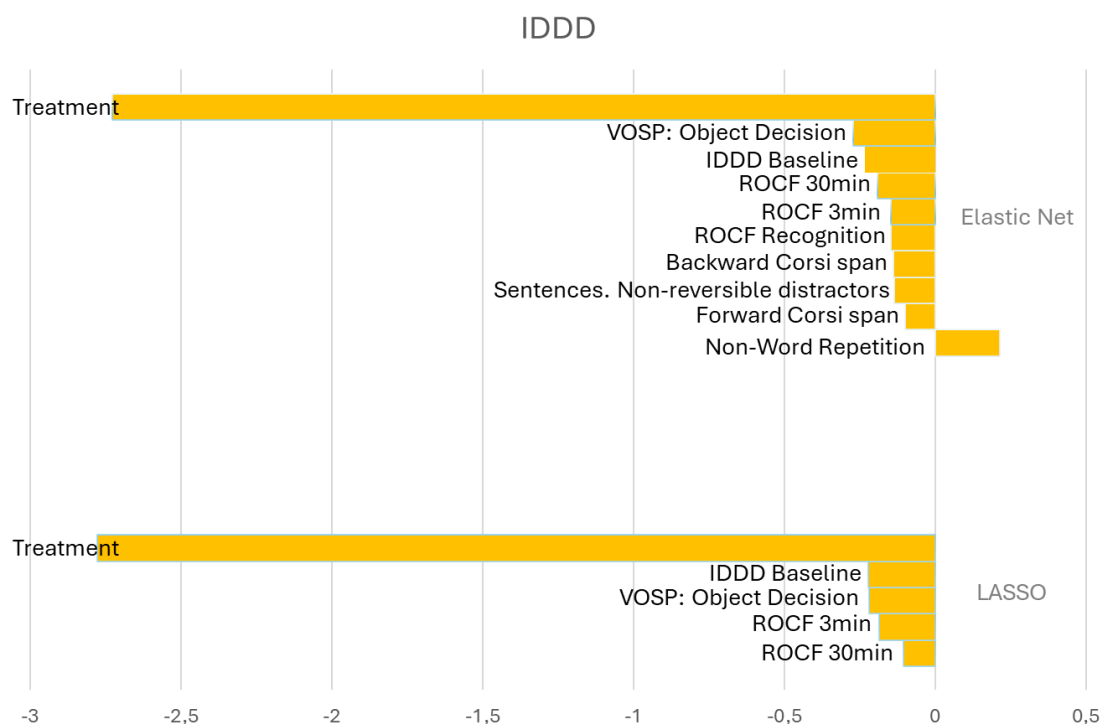 IDDD
Treatment
VOSP: Object Decision
IDDD Baseline
ROCF 30min
ROCF 3min
Elastic Net
ROCF Recognition
Backward Corsi span
Sentences. Non-reversible distractors
Forward Corsi span
Non-Word Repetition
Treatment
IDDD Baseline
LASSO
VOSP: Object Decision
ROCF 3min
ROCF 30min
-3 -2,5 -2 -1,5 -1 -0,5 0 0,5